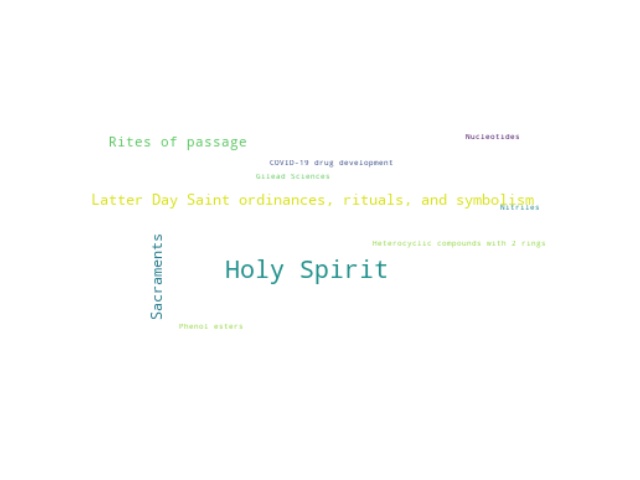 Nucleotides
Rites of passage
COVID-19 drug development
Gilead Sciences
Latter Day Saint ordinances, rituals, and symbolism
Nitriles
Heterocyclic compounds with 2 rings
Holy Spirit
Sacraments
Phenol esters